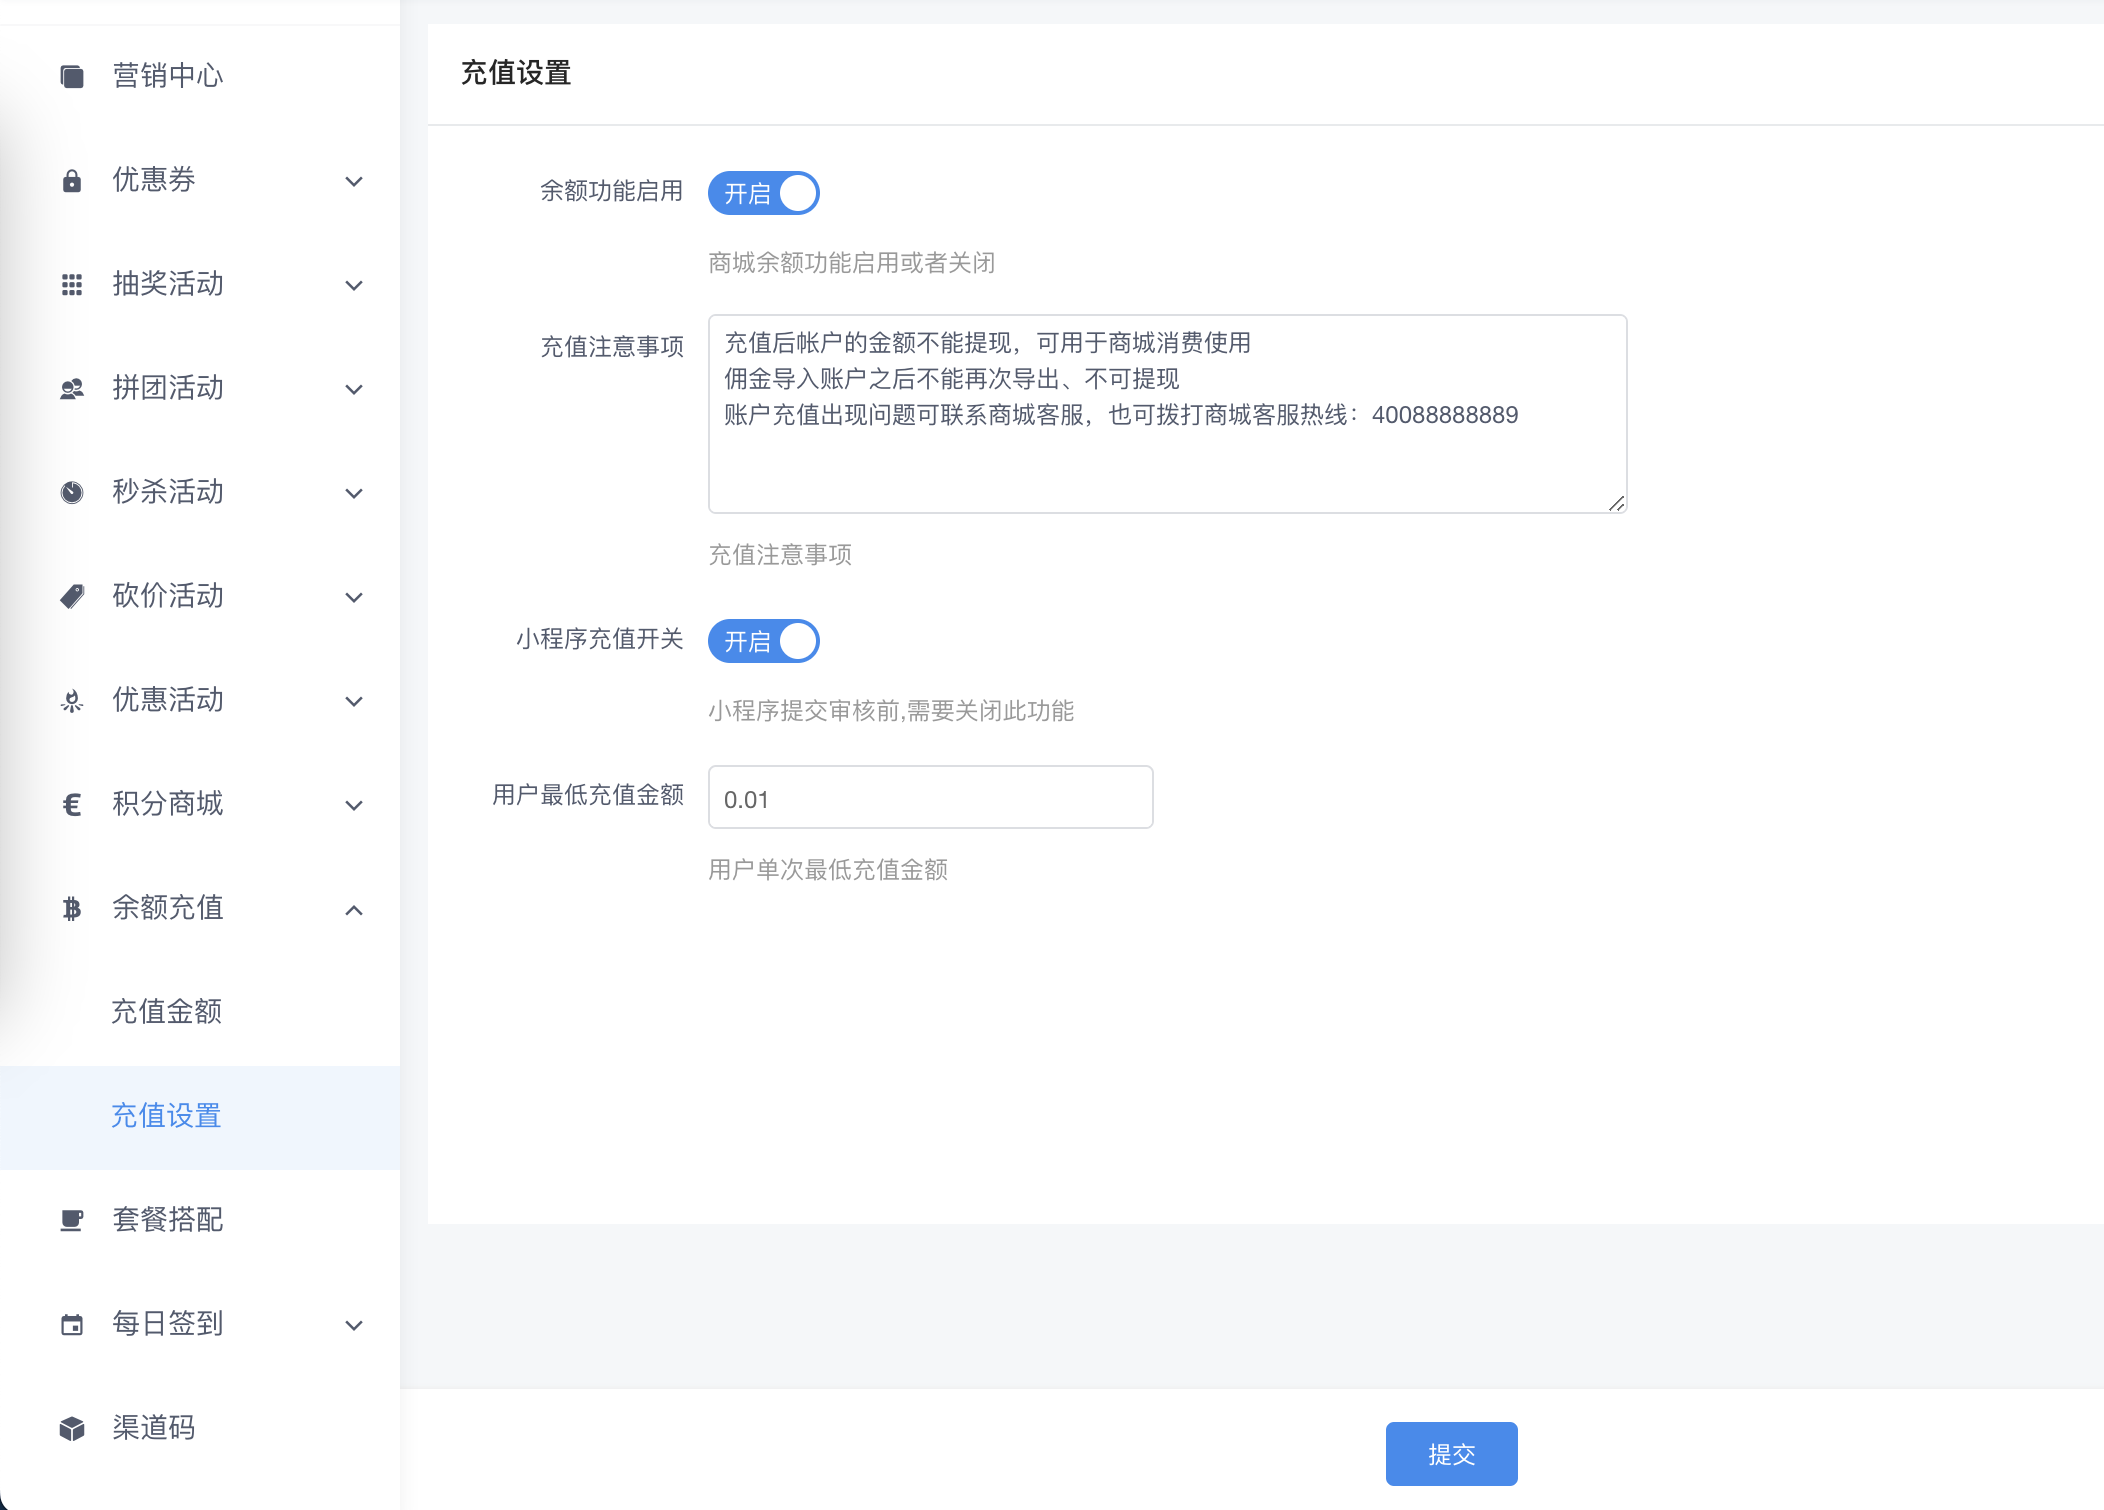 营销中心
优惠券
抽奖活动
拼团活动
秒杀活动
砍价活动
优惠活动
积分商城
余额充值
充值金额
充值设置
套餐搭配
每日签到
渠道码
充值设置
余额功能启用
开启
商城余额功能启用或者关闭
充值注意事项
充值后帐户的金额不能提现，可用于商城消费使用
佣金导入账户之后不能再次导出、不可提现
账户充值出现问题可联系商城客服，也可拨打商城客服热线：40088888889
充值注意事项
小程序充值开关
开启
小程序提交审核前,需要关闭此功能
用户最低充值金额
0.01
用户单次最低充值金额
提交